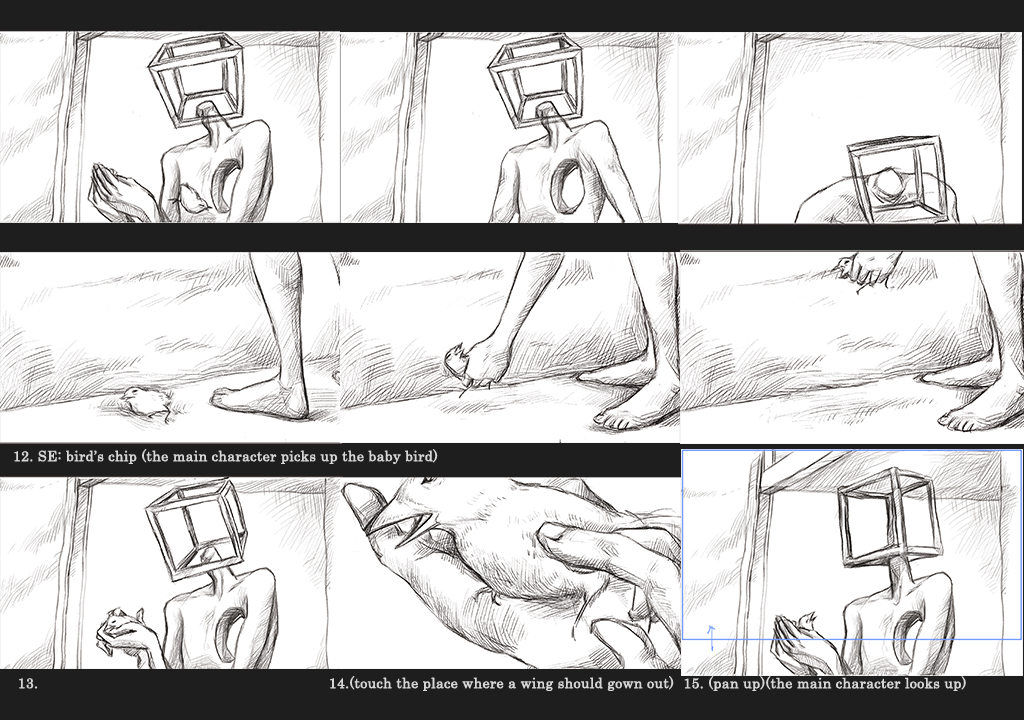 12. SE: bird's chip (the main character picks up the baby bird)
13.
14.(touch the place where a wing should gown out)
15. (pan up)(the main character looks up)